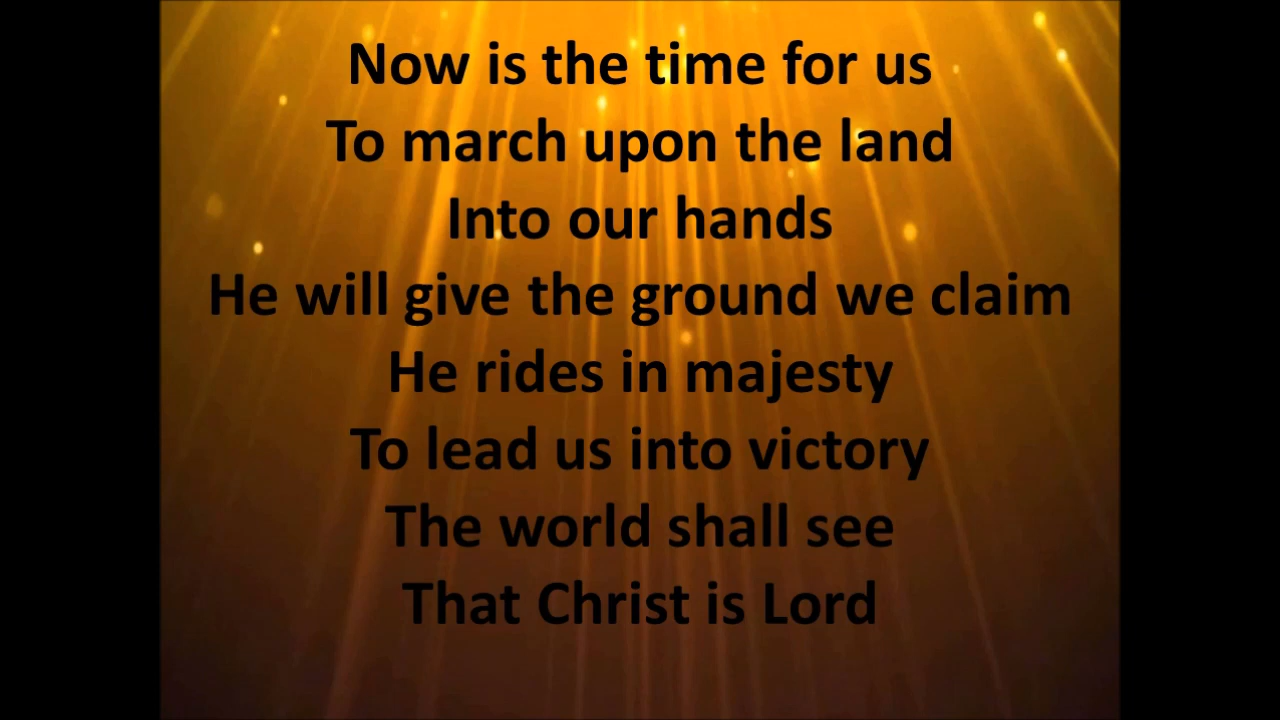 Now is the time for us
To march upon the land
Into our hands
He will give the ground we claim
He rides in majesty
To lead us into victory
The world shall see
That Christ is Lord